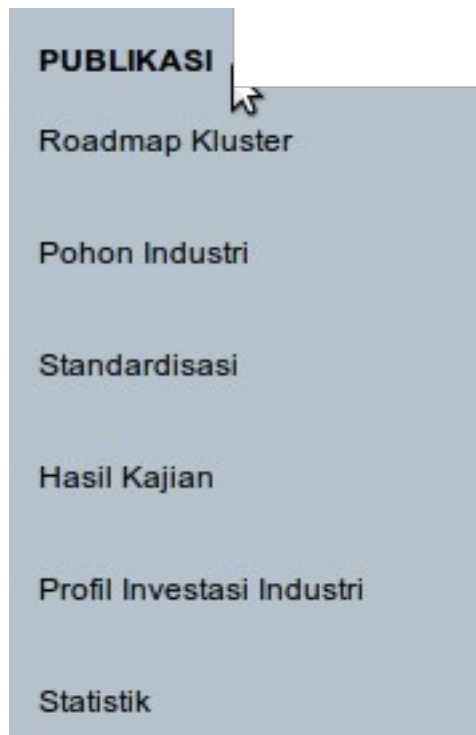 PUBLIKASI
Roadmap Kluster
Pohon Industri
Standardisasi
Hasil Kajian
Profil Investasi Industri
Statistik